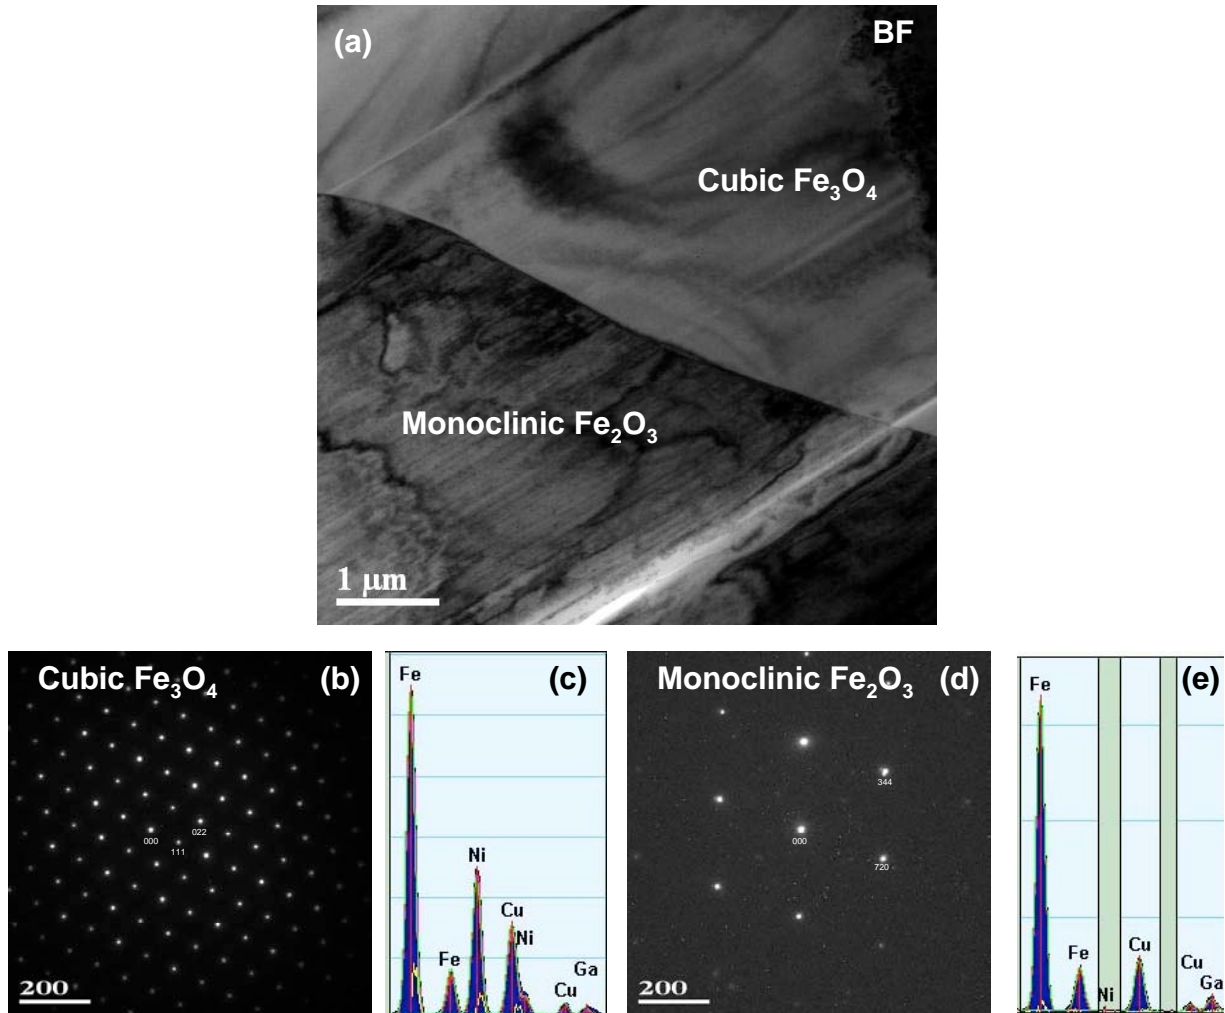 (a)
BF
Cubic Fe₃O₄
Monoclinic Fe₂O₃
1 μm
Cubic Fe₃O₄
(b)
000
022
111
200
(c)
Fe
Ni
Cu
Ni
Fe
Cu
Ga
Monoclinic Fe₂O₃
(d)
344
000
720
200
(e)
Fe
Fe
Ni
Cu
Cu
Ga